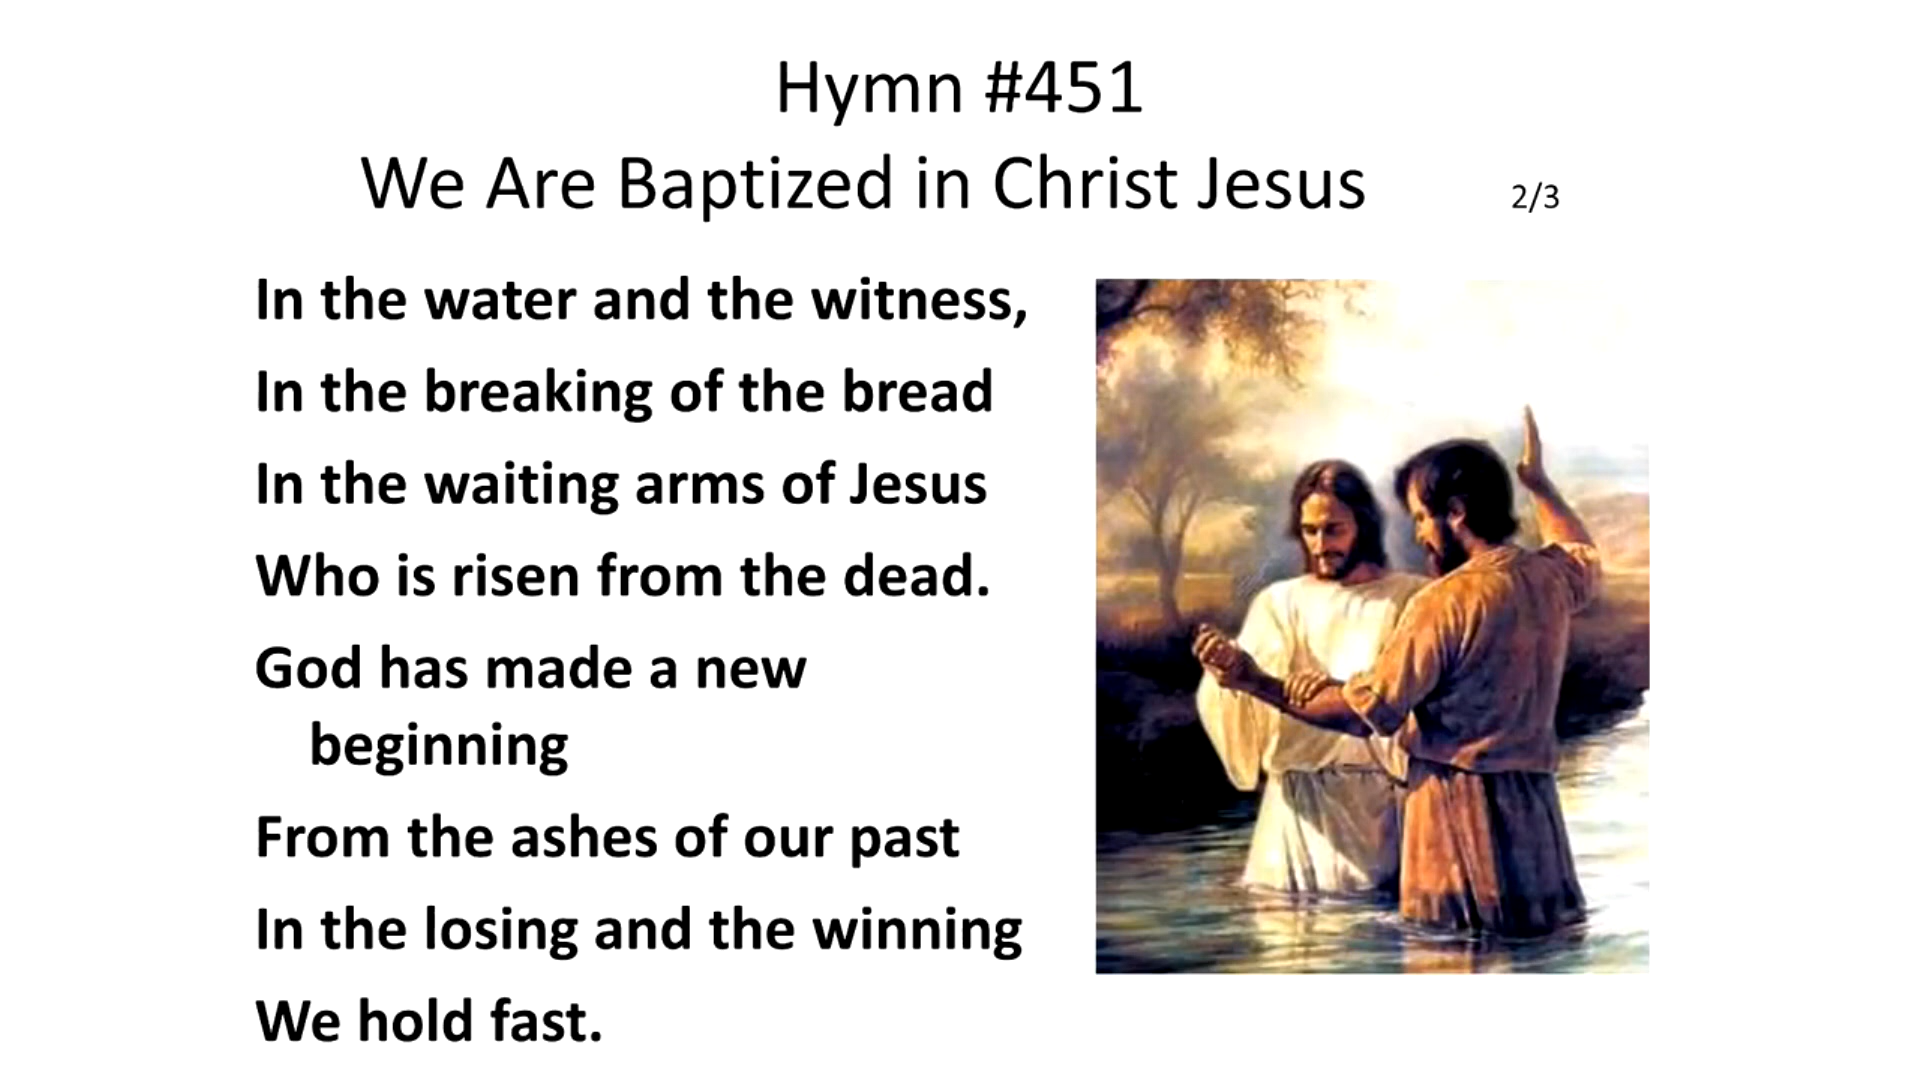 Hymn #451
We Are Baptized in Christ Jesus 2/3
In the water and the witness,
In the breaking of the bread
In the waiting arms of Jesus
Who is risen from the dead.
God has made a new
beginning
From the ashes of our past
In the losing and the winning
We hold fast.